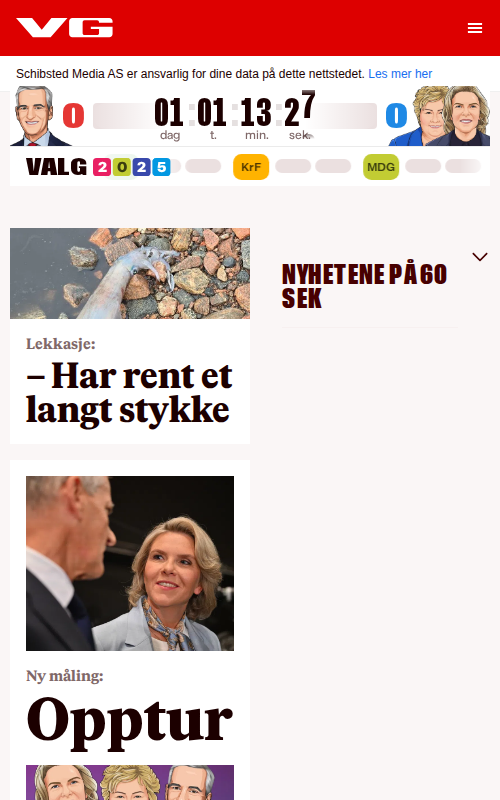 VG
Schibsted Media AS er ansvarlig for dine data på dette nettstedet. Les mer her
0 01 : 01 : 13 : 27 0
dag t. min. sek.
VALG 2025 KrF MDG
Lekkasje:
– Har rent et
langt stykke
NYHETENE PÅ 60
SEK
Ny måling:
Opptur